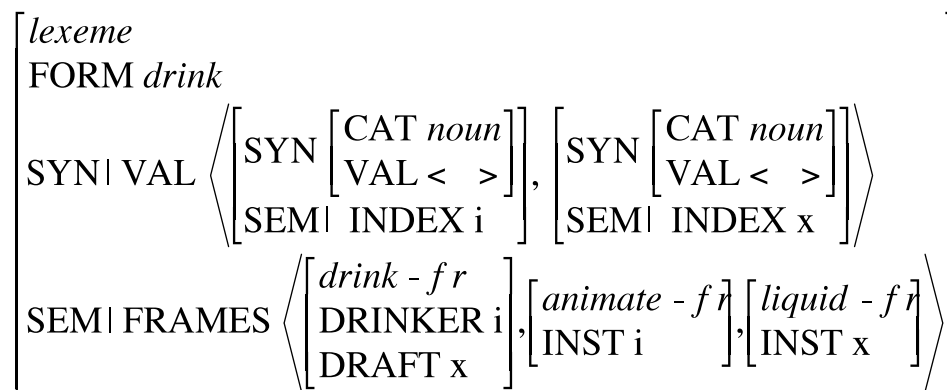 lexeme
FORM drink
SYN| VAL ⟨[SYN [CAT noun VAL < >] SEM| INDEX i], [SYN [CAT noun VAL < >] SEM| INDEX x]⟩
SEM| FRAMES ⟨[drink - fr DRINKER i DRAFT x],[animate - fr INST i],[liquid - fr INST x]⟩